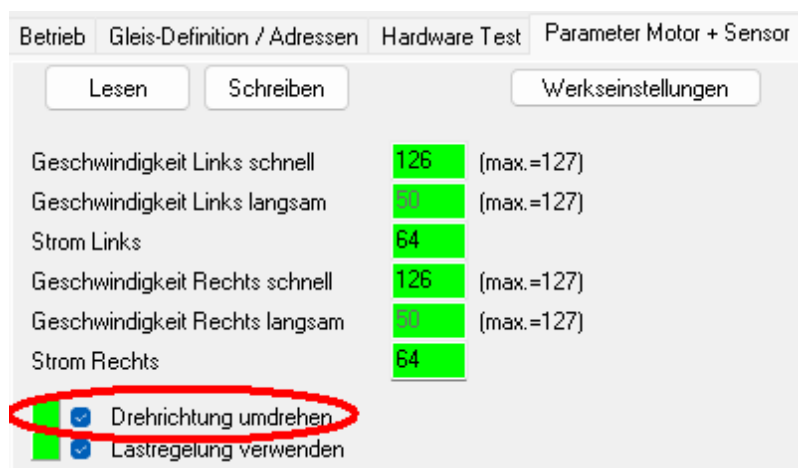 Betrieb Gleis-Definition / Adressen Hardware Test Parameter Motor + Sensor
Lesen Schreiben Werkseinstellungen
Geschwindigkeit Links schnell 126 (max.=127)
Geschwindigkeit Links langsam 50 (max.=127)
Strom Links 64
Geschwindigkeit Rechts schnell 126 (max.=127)
Geschwindigkeit Rechts langsam 50 (max.=127)
Strom Rechts 64
Drehrichtung umdrehen
Lastregelung verwenden